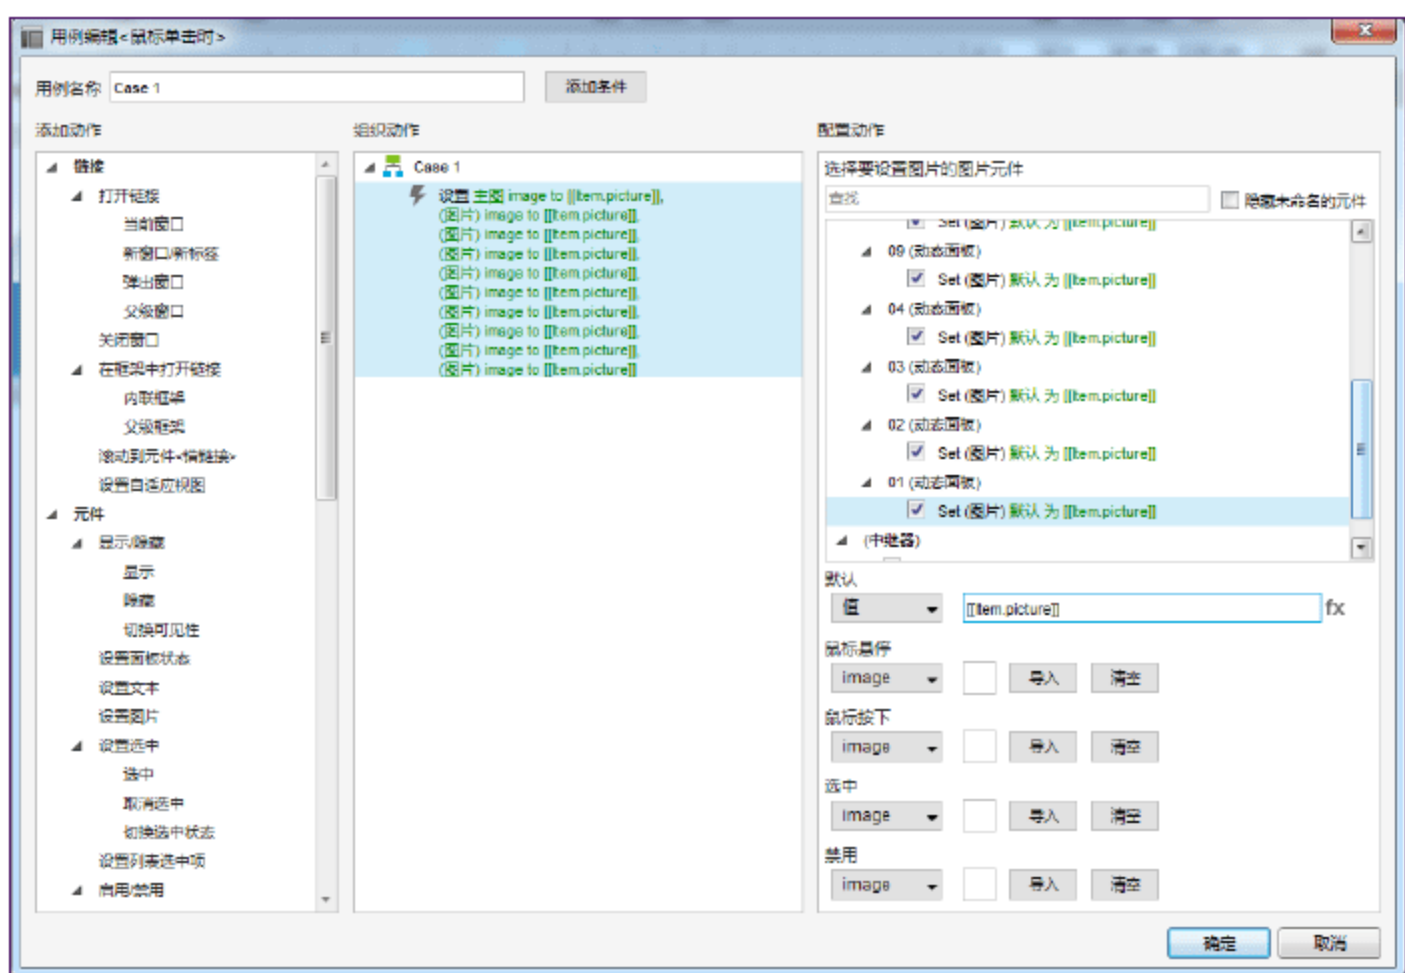 用例编辑<鼠标单击时>
用例名称 Case 1 添加条件
添加动作
链接
打开链接
当前窗口
新窗口/新标签
弹出窗口
父级窗口
关闭窗口
在框架中打开链接
内联框架
父级框架
滚动到元件<锚链接>
设置自适应视图
元件
显示/隐藏
显示
隐藏
切换可见性
设置面板状态
设置文本
设置图片
设置选中
选中
取消选中
切换选中状态
设置列表选中项
启用/禁用
组织动作
Case 1
设置 主图 image to [[Item.picture]],
(图片) image to [[Item.picture]],
(图片) image to [[Item.picture]],
(图片) image to [[Item.picture]],
(图片) image to [[Item.picture]],
(图片) image to [[Item.picture]],
(图片) image to [[Item.picture]],
(图片) image to [[Item.picture]],
(图片) image to [[Item.picture]],
(图片) image to [[Item.picture]]
配置动作
选择要设置图片的图片元件
查找 隐藏未命名的元件
Set (图片) 默认 为 [[Item.picture]]
09 (动态面板)
Set (图片) 默认 为 [[Item.picture]]
04 (动态面板)
Set (图片) 默认 为 [[Item.picture]]
03 (动态面板)
Set (图片) 默认 为 [[Item.picture]]
02 (动态面板)
Set (图片) 默认 为 [[Item.picture]]
01 (动态面板)
Set (图片) 默认 为 [[Item.picture]]
(中继器)
默认
值 [[Item.picture]] fx
鼠标悬停
image 导入 清空
鼠标按下
image 导入 清空
选中
image 导入 清空
禁用
image 导入 清空
确定 取消